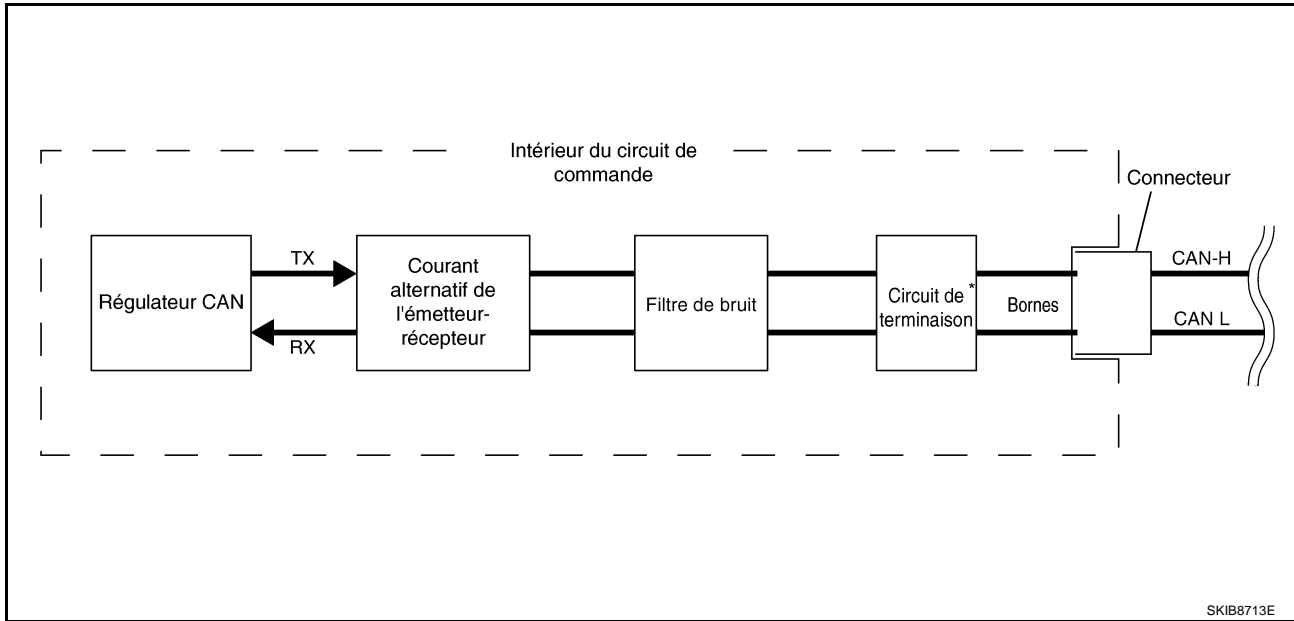 Intérieur du circuit de
commande
Connecteur
Régulateur CAN
TX
RX
Courant
alternatif de
l'émetteur-
récepteur
Filtre de bruit
Circuit de *
terminaison
Bornes
CAN-H
CAN L
SKIB8713E